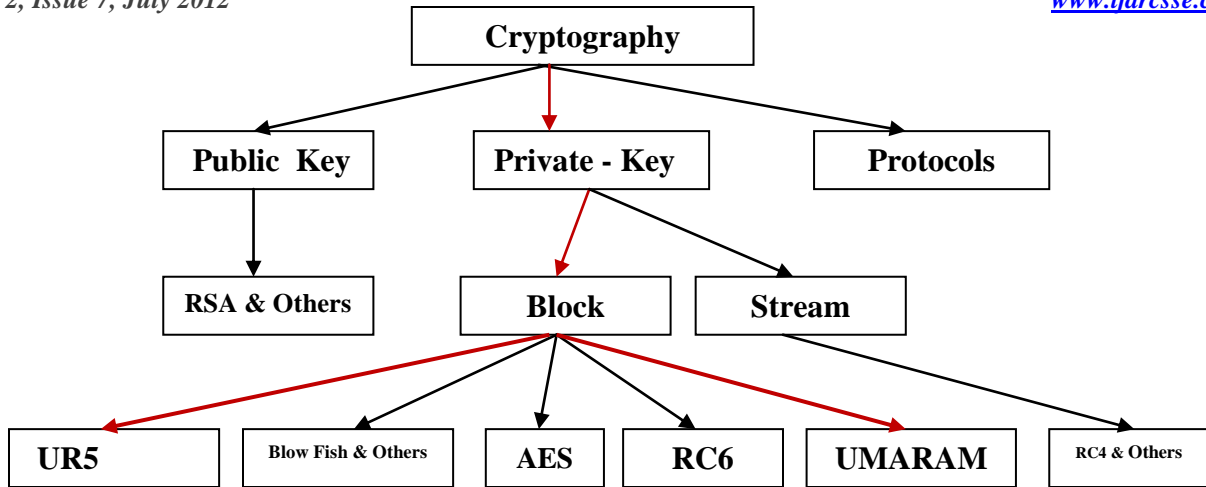 2, Issue 7, July 2012
Cryptography
Public Key
Private - Key
Protocols
RSA & Others
Block
Stream
UR5
Blow Fish & Others
AES
RC6
UMARAM
RC4 & Others